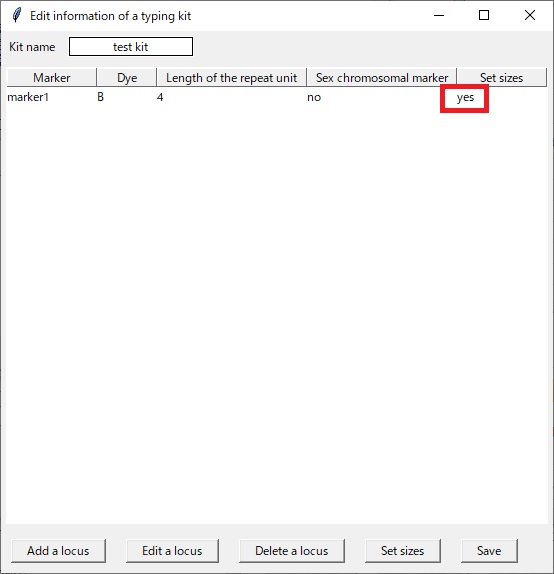 Edit information of a typing kit
Kit name test kit
Marker Dye Length of the repeat unit Sex chromosomal marker Set sizes
marker1 B 4 no yes
Add a locus Edit a locus Delete a locus Set sizes Save